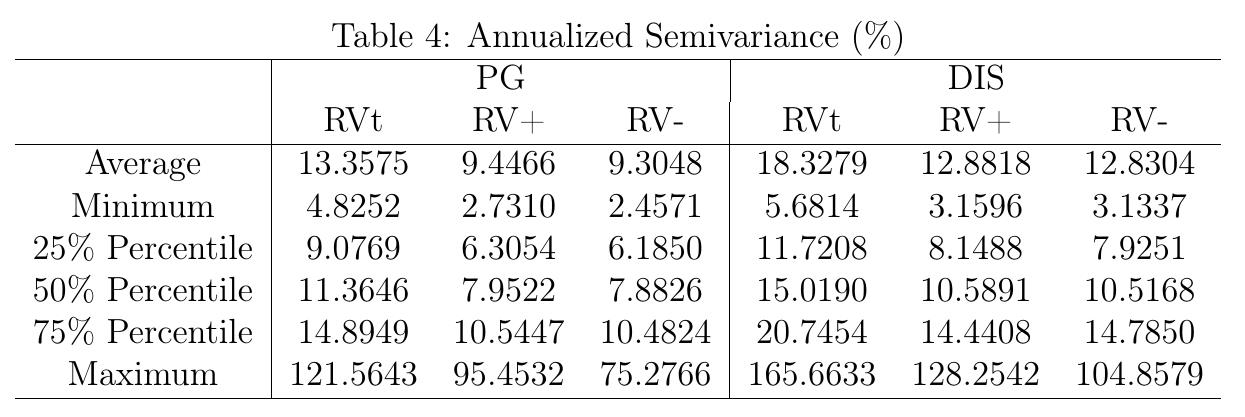 Table 4: Annualized Semivariance (%)
PG DIS
RVt RV+ RV- RVt RV+ RV-
Average 13.3575 9.4466 9.3048 18.3279 12.8818 12.8304
Minimum 4.8252 2.7310 2.4571 5.6814 3.1596 3.1337
25% Percentile 9.0769 6.3054 6.1850 11.7208 8.1488 7.9251
50% Percentile 11.3646 7.9522 7.8826 15.0190 10.5891 10.5168
75% Percentile 14.8949 10.5447 10.4824 20.7454 14.4408 14.7850
Maximum 121.5643 95.4532 75.2766 165.6633 128.2542 104.8579